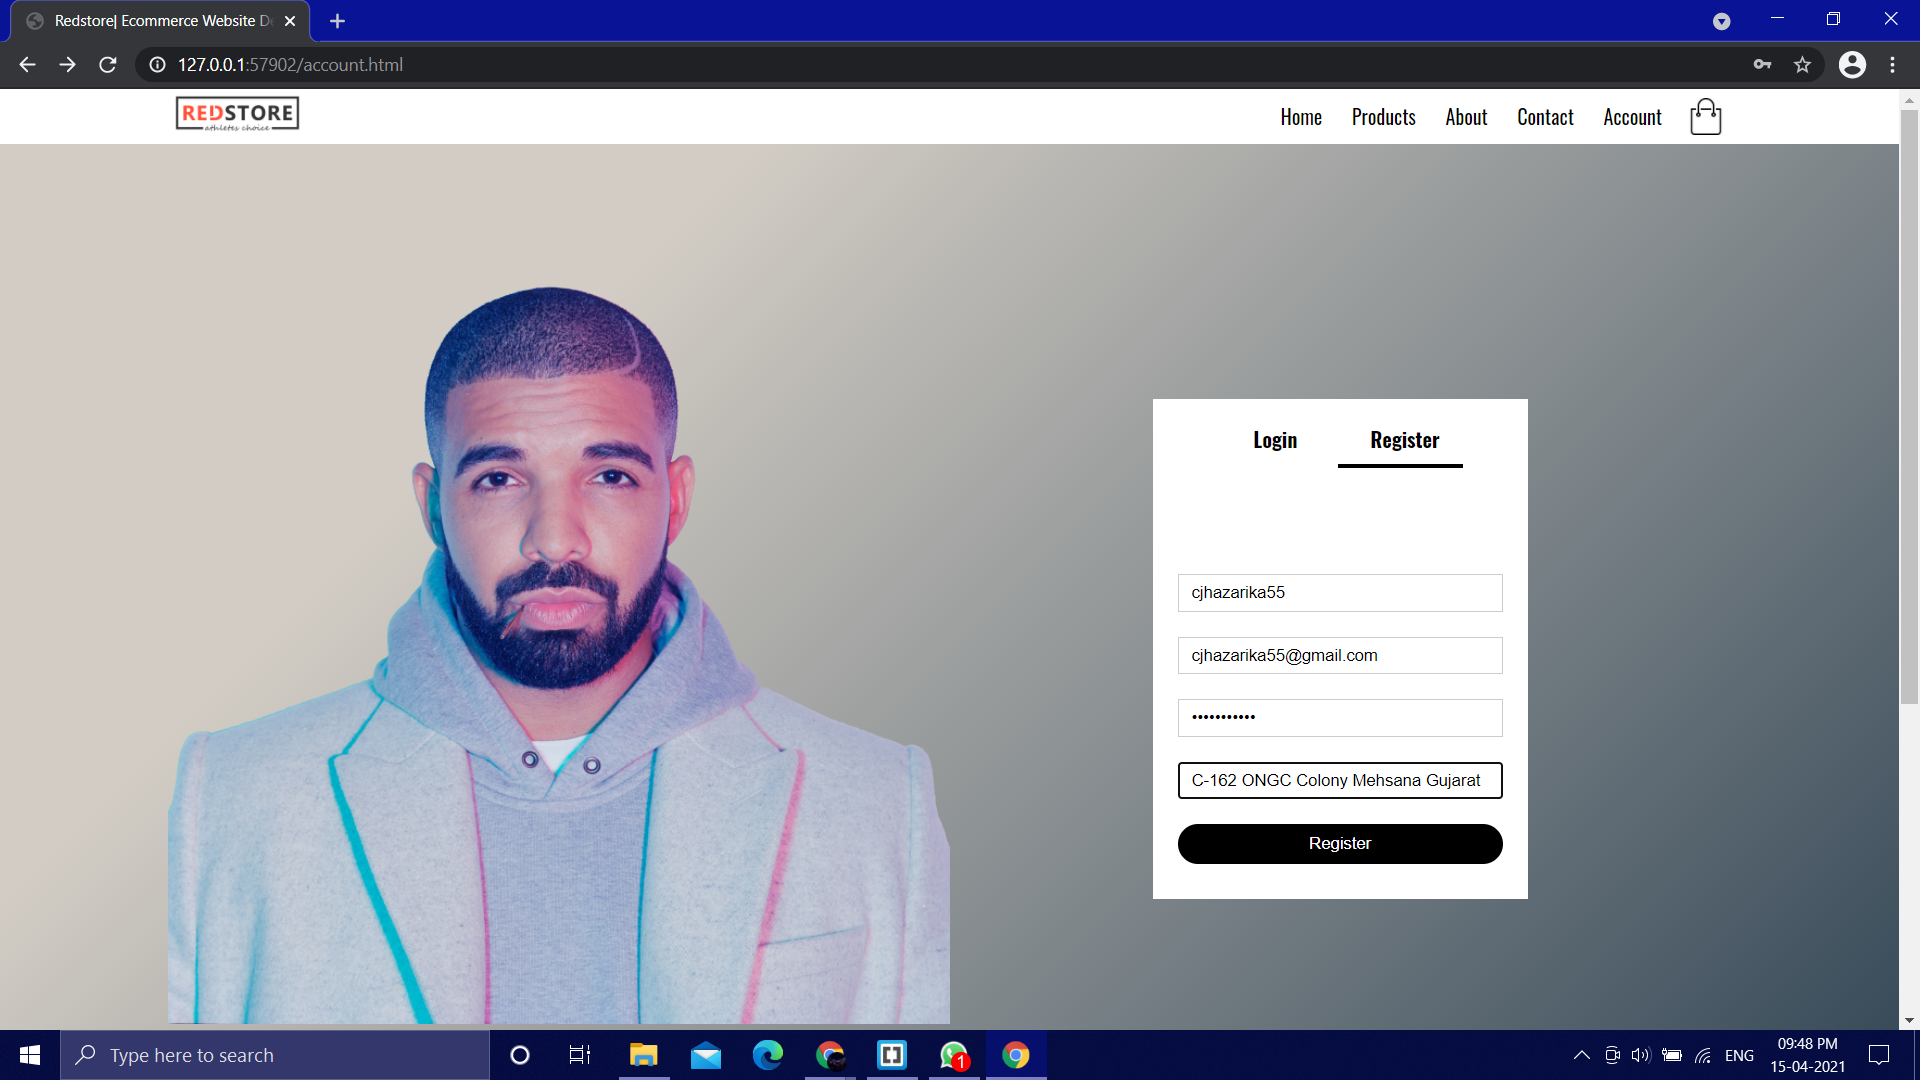 Redstore| Ecommerce Website De
127.0.0.1:57902/account.html
REDSTORE
athletes choice
Home Products About Contact Account
Login Register
cjhazarika55
cjhazarika55@gmail.com
•••••••••••
C-162 ONGC Colony Mehsana Gujarat
Register
Type here to search
1
ENG
09:48 PM
15-04-2021